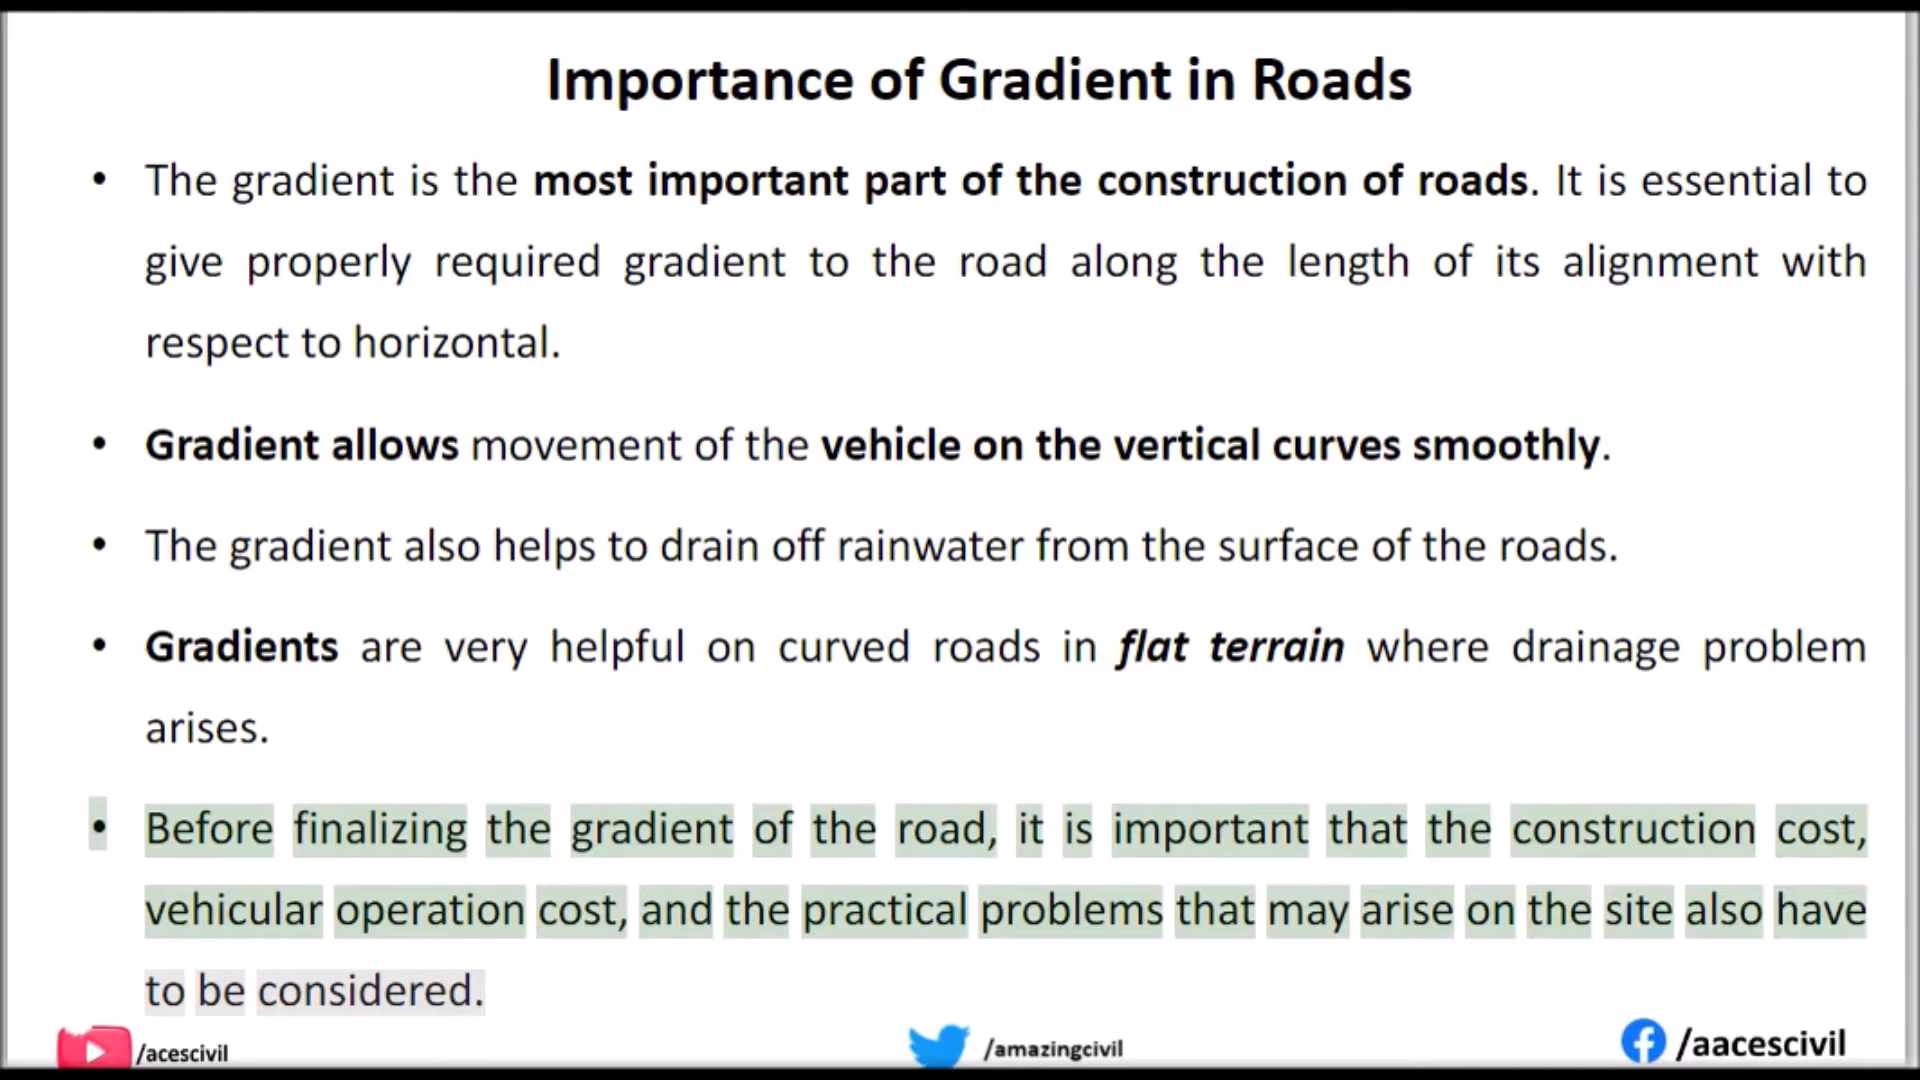 Importance of Gradient in Roads
• The gradient is the most important part of the construction of roads. It is essential to
give properly required gradient to the road along the length of its alignment with
respect to horizontal.
• Gradient allows movement of the vehicle on the vertical curves smoothly.
• The gradient also helps to drain off rainwater from the surface of the roads.
• Gradients are very helpful on curved roads in flat terrain where drainage problem
arises.
• Before finalizing the gradient of the road, it is important that the construction cost,
vehicular operation cost, and the practical problems that may arise on the site also have
to be considered.
/acescivil
/amazingcivil
/aacescivil